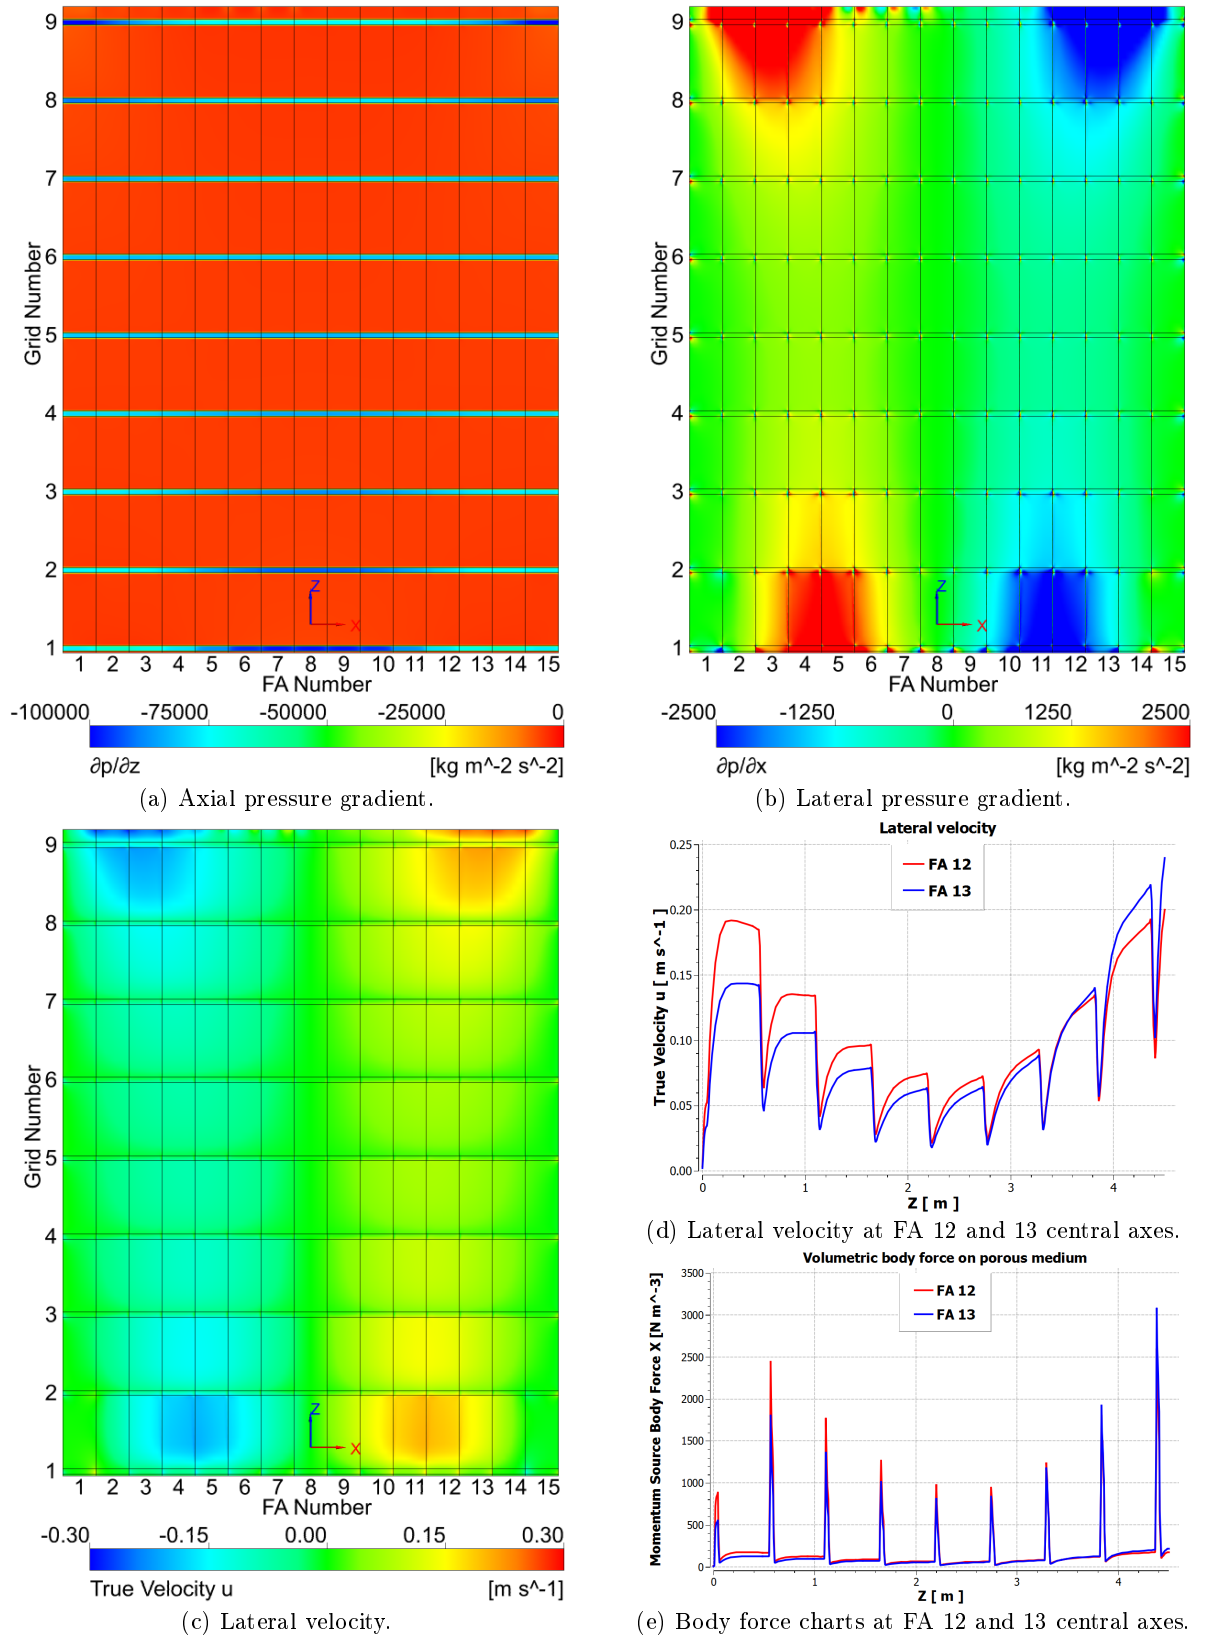 9
8
7
6
5
4
3
2
1
Grid Number
Z
X
1 2 3 4 5 6 7 8 9 10 11 12 13 14 15
FA Number
-100000 -75000 -50000 -25000 0
∂p/∂z [kg m^-2 s^-2]
(a) Axial pressure gradient.
9
8
7
6
5
4
3
2
1
Grid Number
Z
X
1 2 3 4 5 6 7 8 9 10 11 12 13 14 15
FA Number
-2500 -1250 0 1250 2500
∂p/∂x [kg m^-2 s^-2]
(b) Lateral pressure gradient.
9
8
7
6
5
4
3
2
1
Grid Number
Z
X
1 2 3 4 5 6 7 8 9 10 11 12 13 14 15
FA Number
-0.30 -0.15 0.00 0.15 0.30
True Velocity u [m s^-1]
(c) Lateral velocity.
Lateral velocity
FA 12
FA 13
0.25
0.20
0.15
0.10
0.05
0.00
True Velocity u [ m s^-1 ]
0 1 2 3 4
Z [ m ]
(d) Lateral velocity at FA 12 and 13 central axes.
Volumetric body force on porous medium
FA 12
FA 13
3500
3000
2500
2000
1500
1000
500
0
Momentum Source Body Force X [N m^-3]
0 1 2 3 4
Z [ m ]
(e) Body force charts at FA 12 and 13 central axes.